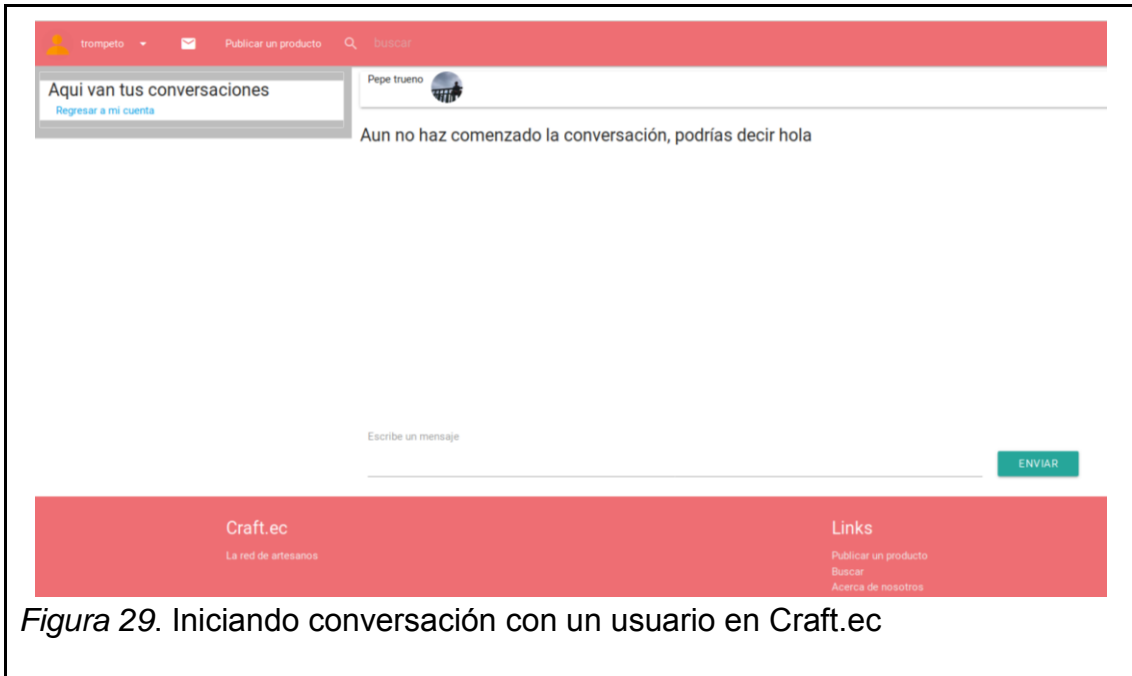 trompeto
Publicar un producto
buscar
Aqui van tus conversaciones
Regresar a mi cuenta
Pepe trueno
Aun no haz comenzado la conversación, podrías decir hola
Escribe un mensaje
ENVIAR
Craft.ec
La red de artesanos
Links
Publicar un producto
Buscar
Acerca de nosotros
Figura 29. Iniciando conversación con un usuario en Craft.ec